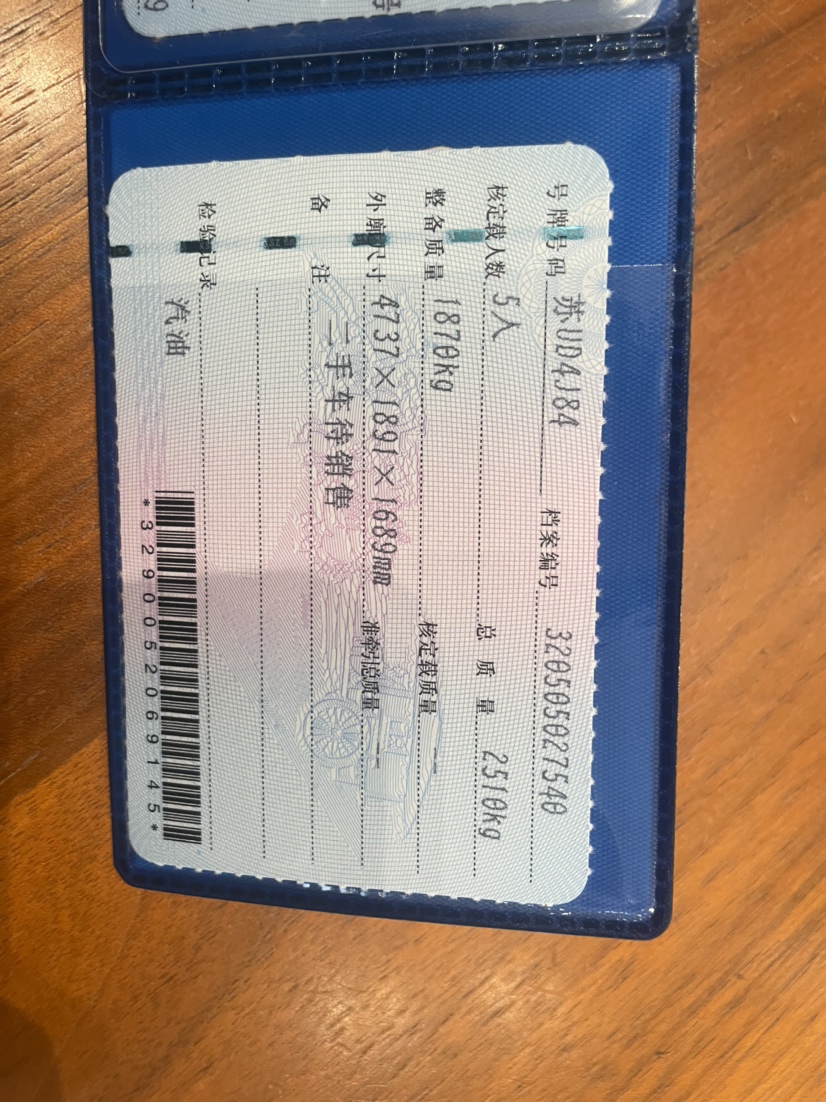 号牌号码 苏UD4J84 档案编号 320505027540
核定载人数 5人 总质量 2510kg
整备质量 1870kg 核定载质量 --
外廓尺寸 4737×1891×1689mm 准牵引总质量 --
备注 二手车待销售
检验记录
汽油
*3290052069145*